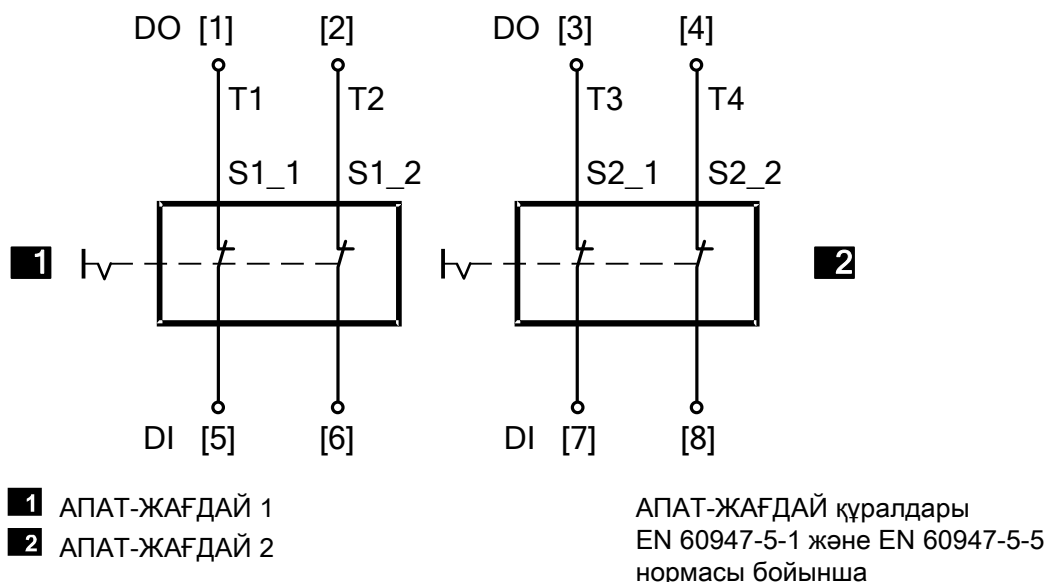 DO [1] [2] DO [3] [4]
T1 T2 T3 T4
S1_1 S1_2 S2_1 S2_2
1 2
DI [5] [6] DI [7] [8]
1 АПАТ-ЖАҒДАЙ 1
2 АПАТ-ЖАҒДАЙ 2
АПАТ-ЖАҒДАЙ құралдары
EN 60947-5-1 және EN 60947-5-5
нормасы бойынша